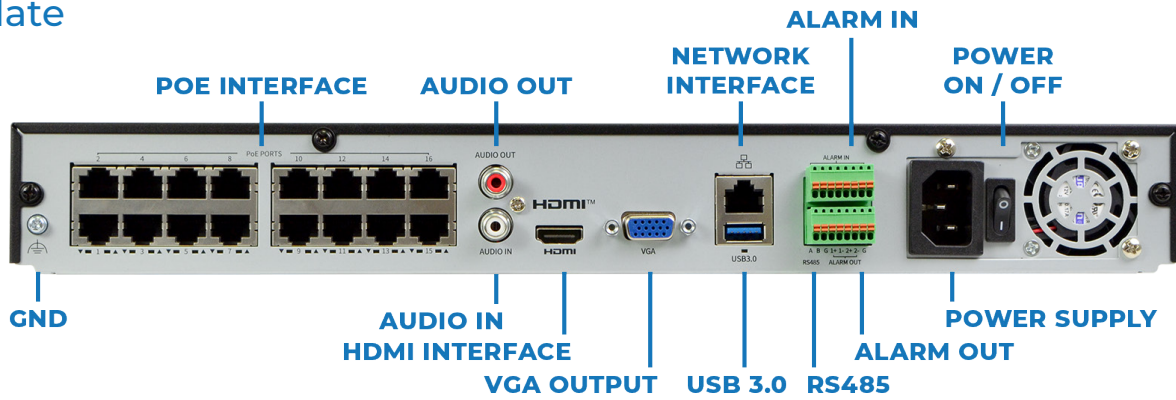 late
ALARM IN
NETWORK
INTERFACE
POWER
ON / OFF
POE INTERFACE
AUDIO OUT
PoE PORTS
2 4 6 8 10 12 14 16
AUDIO OUT
ALARM IN
HDMI™
1 3 5 7 9 11 13 15
AUDIO IN
HDMI
VGA
USB3.0
A B G 1+ 1- 2+ 2- G
RS485
ALARM OUT
GND
AUDIO IN
POWER SUPPLY
HDMI INTERFACE
ALARM OUT
VGA OUTPUT
USB 3.0
RS485